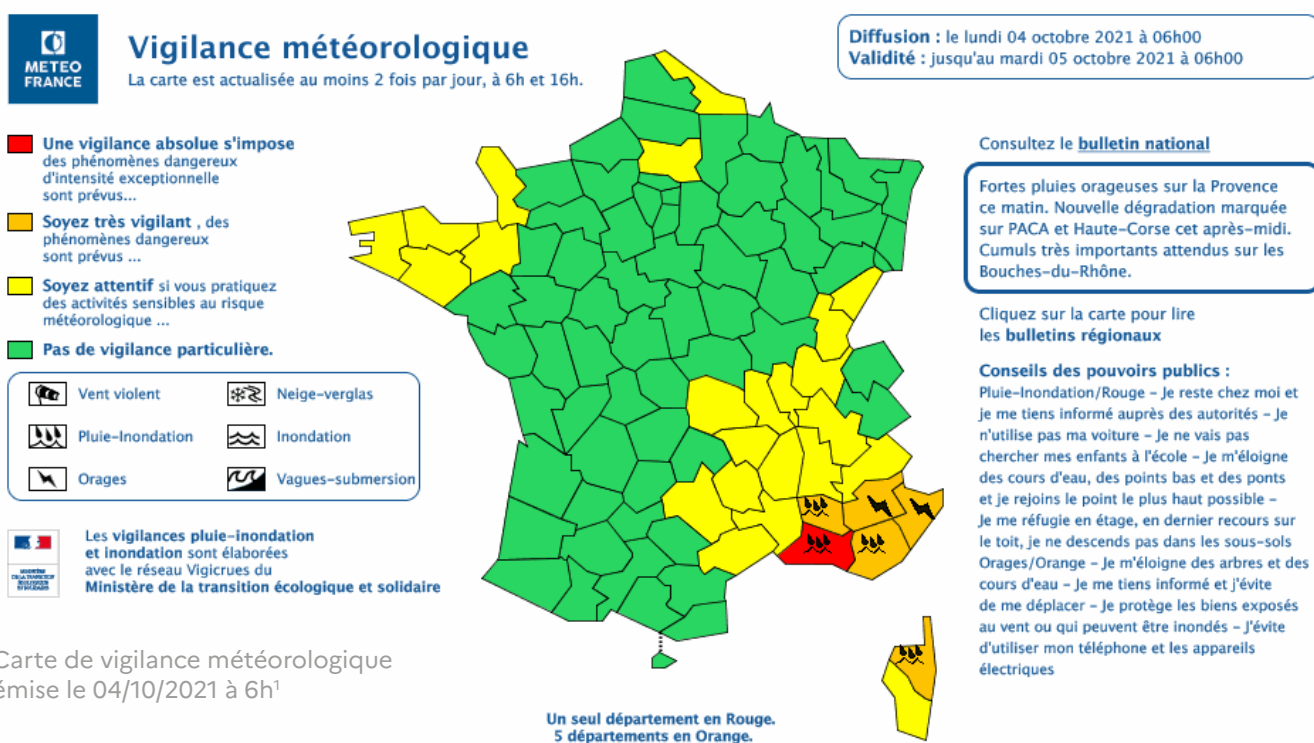 METEO
FRANCE
Vigilance météorologique
La carte est actualisée au moins 2 fois par jour, à 6h et 16h.
Diffusion : le lundi 04 octobre 2021 à 06h00
Validité : jusqu'au mardi 05 octobre 2021 à 06h00
Une vigilance absolue s'impose
des phénomènes dangereux
d'intensité exceptionnelle
sont prévus...
Soyez très vigilant , des
phénomènes dangereux
sont prévus ...
Soyez attentif si vous pratiquez
des activités sensibles au risque
météorologique ...
Pas de vigilance particulière.
Vent violent
Neige-verglas
Pluie-Inondation
Inondation
Orages
Vagues-submersion
Les vigilances pluie-inondation
et inondation sont élaborées
avec le réseau Vigicrues du
Ministère de la transition écologique et solidaire
Carte de vigilance météorologique
émise le 04/10/2021 à 6h¹
Consultez le bulletin national
Fortes pluies orageuses sur la Provence
ce matin. Nouvelle dégradation marquée
sur PACA et Haute-Corse cet après-midi.
Cumuls très importants attendus sur les
Bouches-du-Rhône.
Cliquez sur la carte pour lire
les bulletins régionaux
Conseils des pouvoirs publics :
Pluie-Inondation/Rouge – Je reste chez moi et
je me tiens informé auprès des autorités – Je
n'utilise pas ma voiture – Je ne vais pas
chercher mes enfants à l'école – Je m'éloigne
des cours d'eau, des points bas et des ponts
et je rejoins le point le plus haut possible –
Je me réfugie en étage, en dernier recours sur
le toit, je ne descends pas dans les sous-sols
Orages/Orange – Je m'éloigne des arbres et des
cours d'eau – Je me tiens informé et j'évite
de me déplacer – Je protège les biens exposés
au vent ou qui peuvent être inondés – J'évite
d'utiliser mon téléphone et les appareils
électriques
Un seul département en Rouge.
5 départements en Orange.